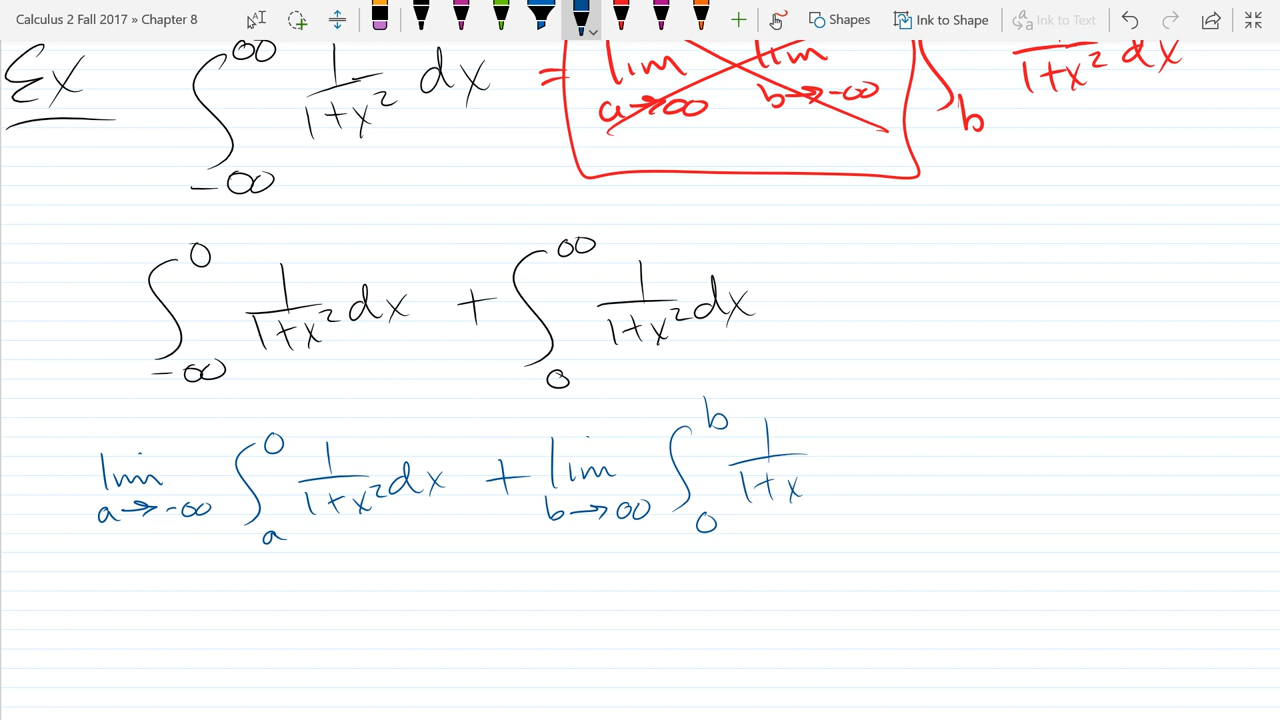 Calculus 2 Fall 2017 » Chapter 8 Shapes Ink to Shape Ink to Text
Ex ∫_{-∞}^{∞} 1/(1+x²) dx = lim_{a→∞} lim_{b→-∞} ∫_b 1/(1+x²) dx
∫_{-∞}^{0} 1/(1+x²) dx + ∫_{0}^{∞} 1/(1+x²) dx
lim_{a→-∞} ∫_{a}^{0} 1/(1+x²) dx + lim_{b→∞} ∫_{0}^{b} 1/(1+x